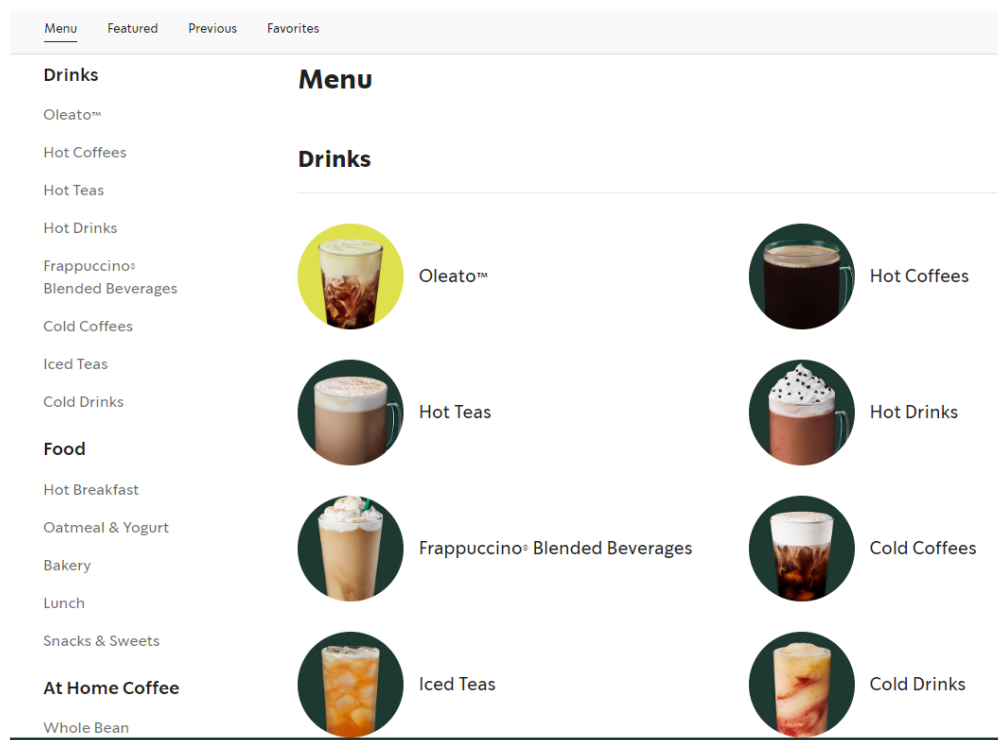 Menu Featured Previous Favorites
Drinks
Oleato™
Hot Coffees
Hot Teas
Hot Drinks
Frappuccino®
Blended Beverages
Cold Coffees
Iced Teas
Cold Drinks
Food
Hot Breakfast
Oatmeal & Yogurt
Bakery
Lunch
Snacks & Sweets
At Home Coffee
Whole Bean
Menu
Drinks
Oleato™
Hot Coffees
Hot Teas
Hot Drinks
Frappuccino® Blended Beverages
Cold Coffees
Iced Teas
Cold Drinks